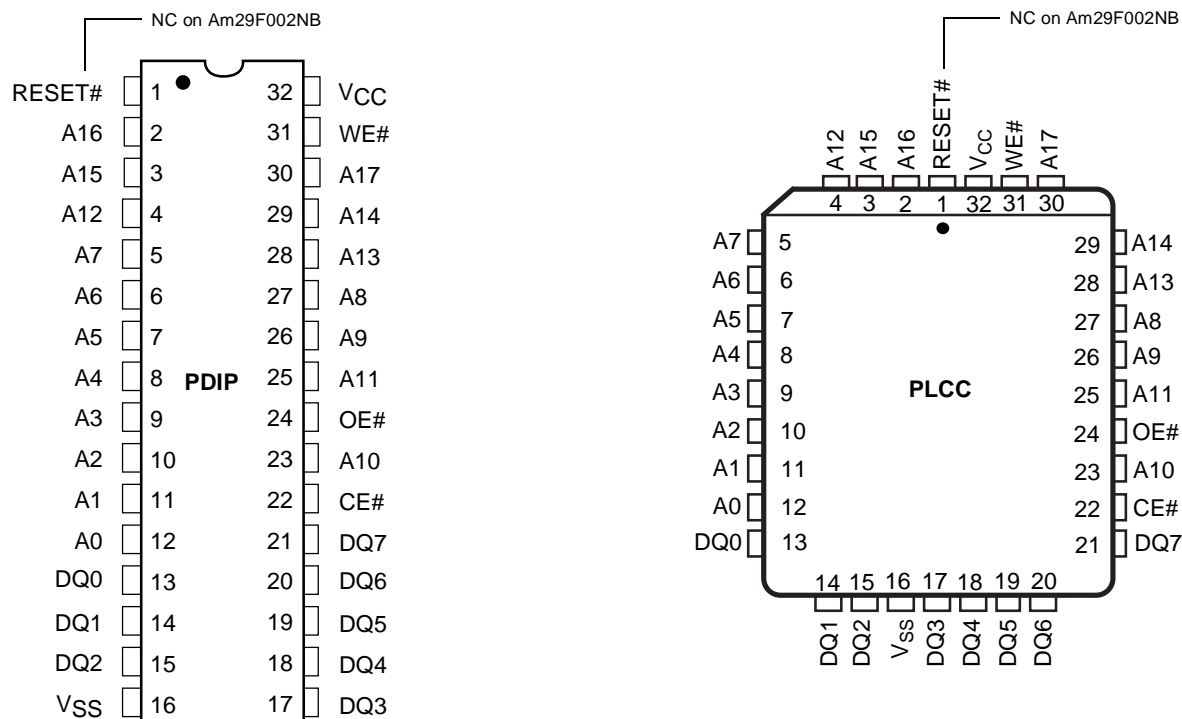 NC on Am29F002NB
RESET# 1 32 VCC
A16 2 31 WE#
A15 3 30 A17
A12 4 29 A14
A7 5 28 A13
A6 6 27 A8
A5 7 26 A9
A4 8 PDIP 25 A11
A3 9 24 OE#
A2 10 23 A10
A1 11 22 CE#
A0 12 21 DQ7
DQ0 13 20 DQ6
DQ1 14 19 DQ5
DQ2 15 18 DQ4
VSS 16 17 DQ3
NC on Am29F002NB
A12 A15 A16 RESET# VCC WE# A17
4 3 2 1 32 31 30
A7 5 29 A14
A6 6 28 A13
A5 7 27 A8
A4 8 26 A9
A3 9 PLCC 25 A11
A2 10 24 OE#
A1 11 23 A10
A0 12 22 CE#
DQ0 13 21 DQ7
14 15 16 17 18 19 20
DQ1 DQ2 VSS DQ3 DQ4 DQ5 DQ6